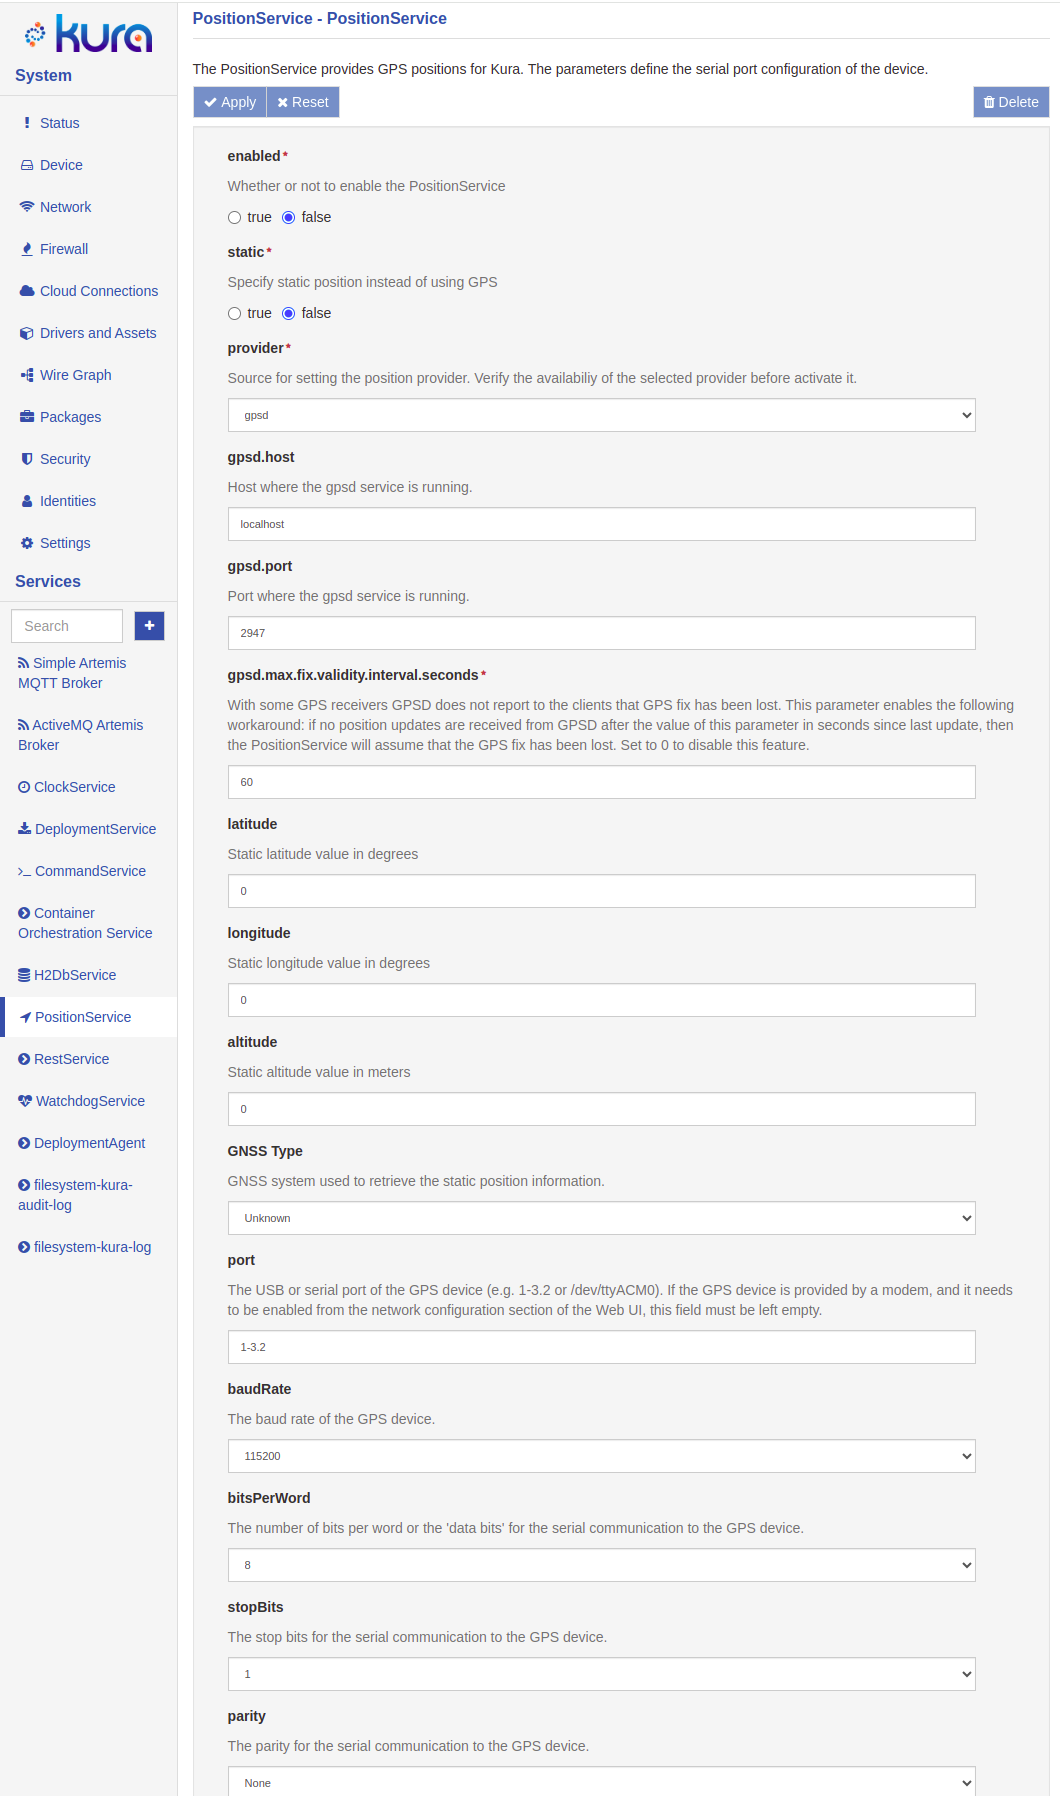 kura
System
Status
Device
Network
Firewall
Cloud Connections
Drivers and Assets
Wire Graph
Packages
Security
Identities
Settings
Services
Search
Simple Artemis
MQTT Broker
ActiveMQ Artemis
Broker
ClockService
DeploymentService
CommandService
Container
Orchestration Service
H2DbService
PositionService
RestService
WatchdogService
DeploymentAgent
filesystem-kura-
audit-log
filesystem-kura-log
PositionService - PositionService
The PositionService provides GPS positions for Kura. The parameters define the serial port configuration of the device.
Apply Reset Delete
enabled*
Whether or not to enable the PositionService
true false
static*
Specify static position instead of using GPS
true false
provider*
Source for setting the position provider. Verify the availabiliy of the selected provider before activate it.
gpsd
gpsd.host
Host where the gpsd service is running.
localhost
gpsd.port
Port where the gpsd service is running.
2947
gpsd.max.fix.validity.interval.seconds*
With some GPS receivers GPSD does not report to the clients that GPS fix has been lost. This parameter enables the following
workaround: if no position updates are received from GPSD after the value of this parameter in seconds since last update, then
the PositionService will assume that the GPS fix has been lost. Set to 0 to disable this feature.
60
latitude
Static latitude value in degrees
0
longitude
Static longitude value in degrees
0
altitude
Static altitude value in meters
0
GNSS Type
GNSS system used to retrieve the static position information.
Unknown
port
The USB or serial port of the GPS device (e.g. 1-3.2 or /dev/ttyACM0). If the GPS device is provided by a modem, and it needs
to be enabled from the network configuration section of the Web UI, this field must be left empty.
1-3.2
baudRate
The baud rate of the GPS device.
115200
bitsPerWord
The number of bits per word or the 'data bits' for the serial communication to the GPS device.
8
stopBits
The stop bits for the serial communication to the GPS device.
1
parity
The parity for the serial communication to the GPS device.
None